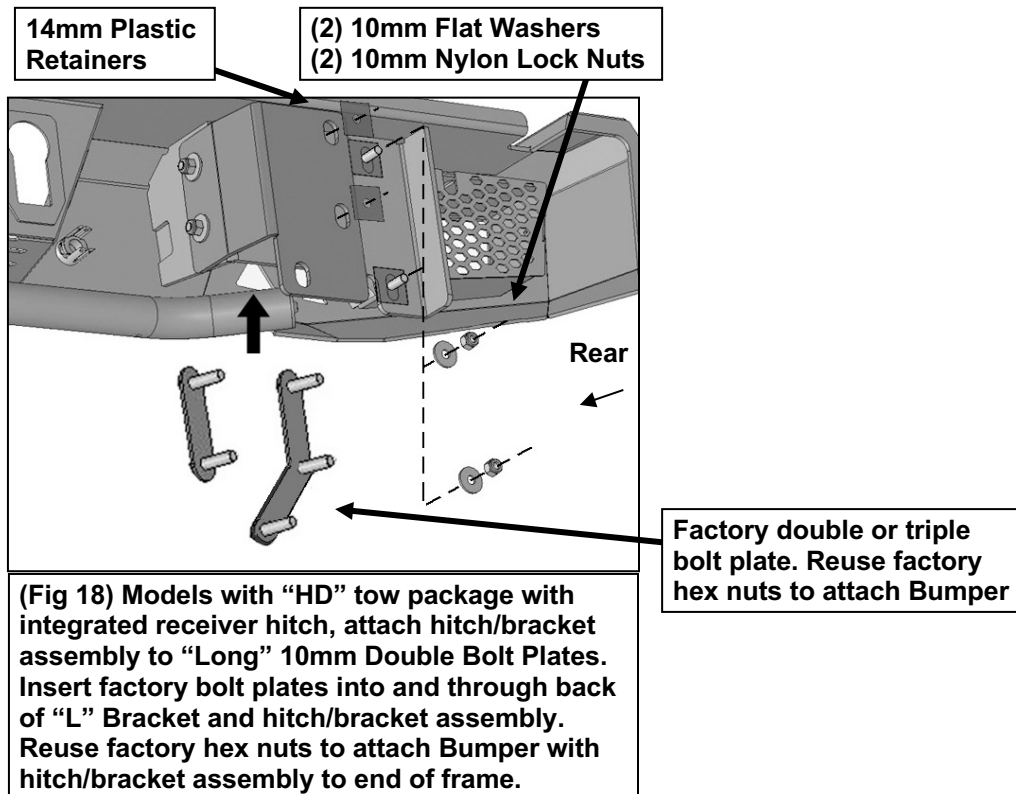 14mm Plastic
Retainers
(2) 10mm Flat Washers
(2) 10mm Nylon Lock Nuts
Rear
Factory double or triple
bolt plate. Reuse factory
hex nuts to attach Bumper
(Fig 18) Models with “HD” tow package with
integrated receiver hitch, attach hitch/bracket
assembly to “Long” 10mm Double Bolt Plates.
Insert factory bolt plates into and through back
of “L” Bracket and hitch/bracket assembly.
Reuse factory hex nuts to attach Bumper with
hitch/bracket assembly to end of frame.